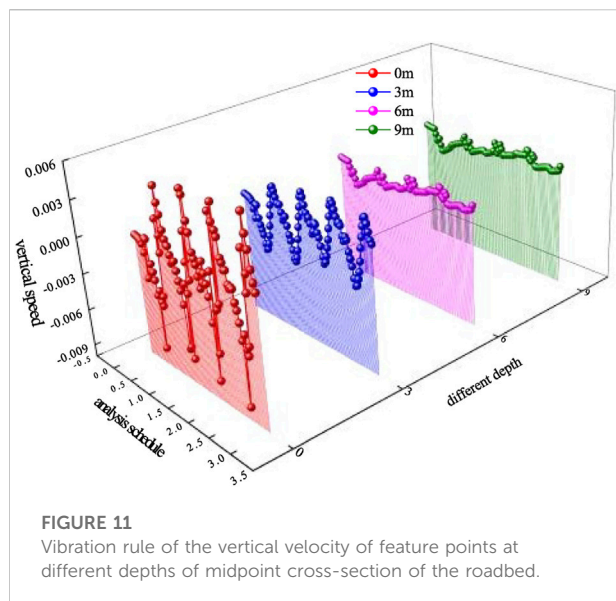 0m
3m
6m
9m
0.006
0.003
0.000
-0.003
-0.006
-0.009
vertical speed
-0.5
0.0
0.5
1.0
1.5
2.0
2.5
3.0
3.5
analysis schedule
0
3
6
9
different depth
FIGURE 11
Vibration rule of the vertical velocity of feature points at
different depths of midpoint cross-section of the roadbed.